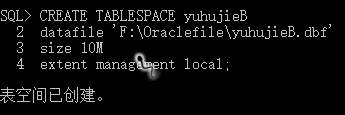 SQL> CREATE TABLESPACE yuhujieB
2 datafile 'F:\Oraclefile\yuhujieB.dbf'
3 size 10M
4 extent management local;
表空间已创建。